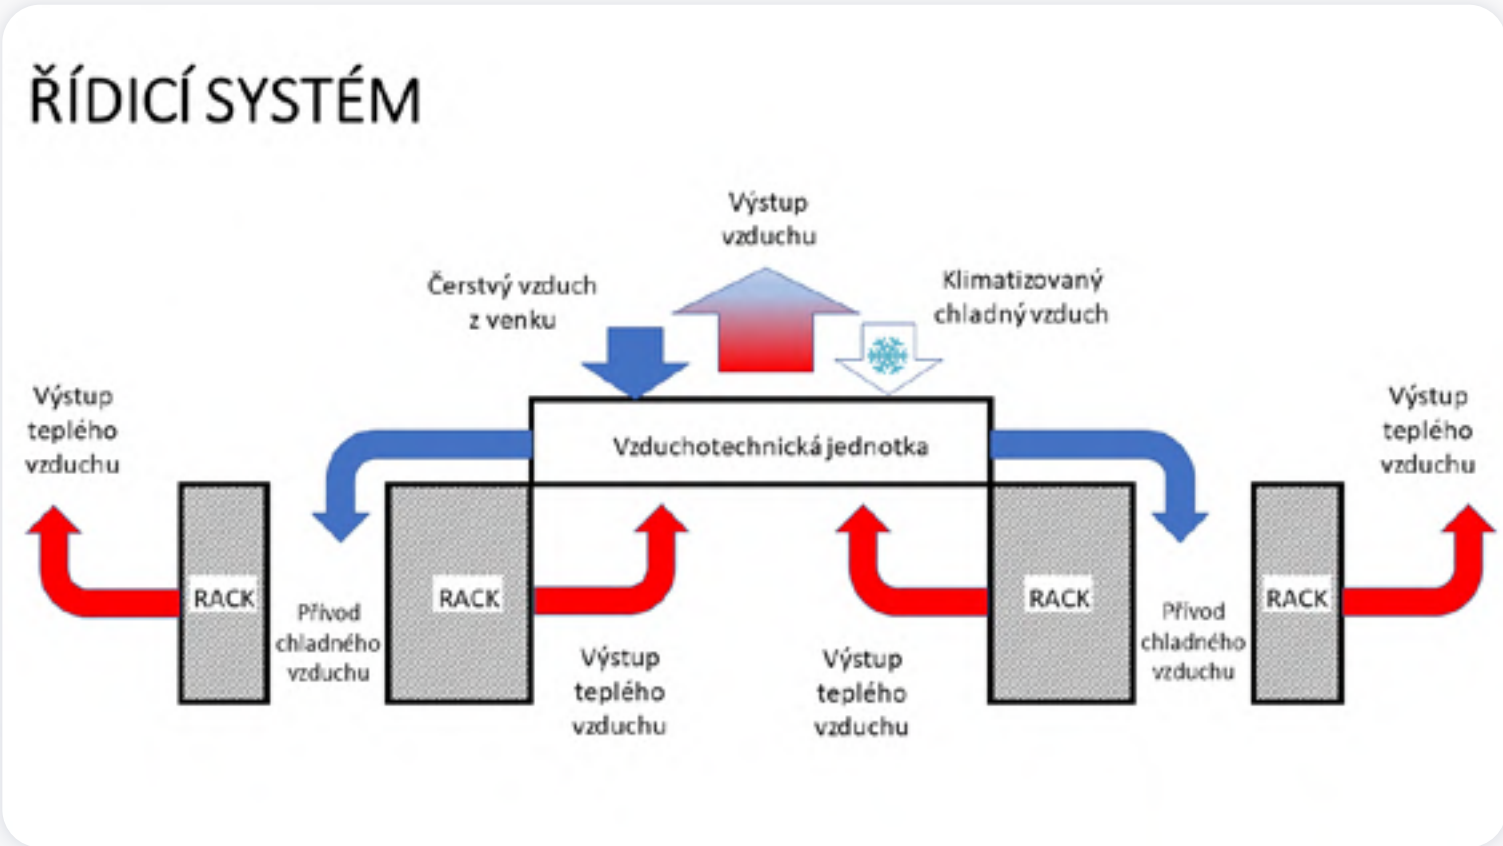 ŘÍDICÍ SYSTÉM
Výstup
vzduchu
Čerstvý vzduch
z venku
Klimatizovaný
chladný vzduch
Výstup
teplého
vzduchu
Výstup
teplého
vzduchu
Vzduchotechnická jednotka
RACK
Přívod
chladného
vzduchu
RACK
Výstup
teplého
vzduchu
Výstup
teplého
vzduchu
RACK
Přívod
chladného
vzduchu
RACK